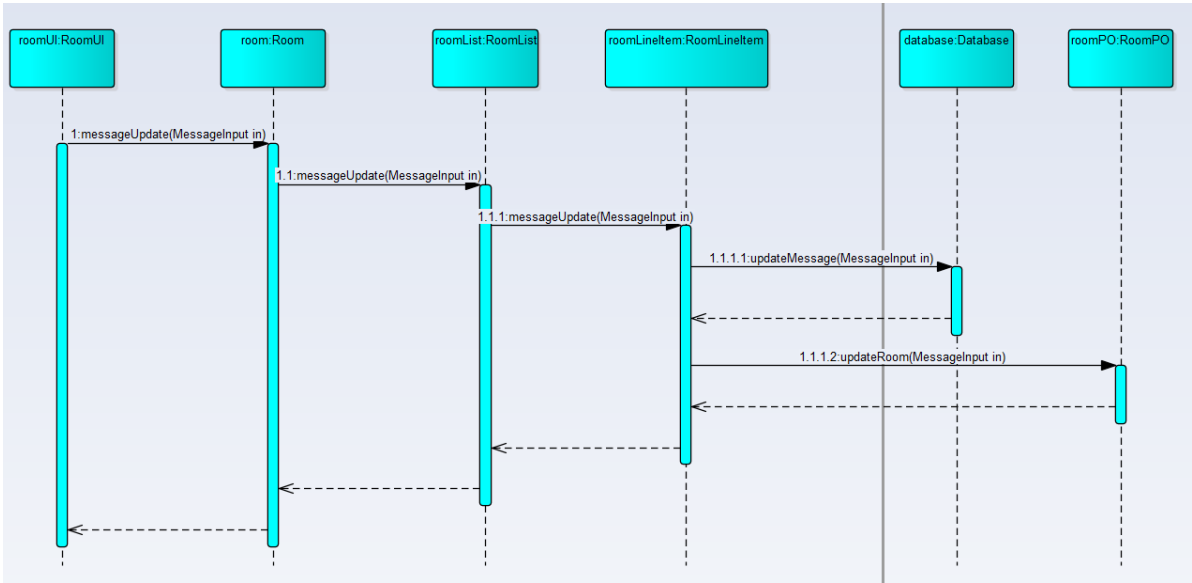 roomUI:RoomUI
room:Room
roomList:RoomList
roomLineItem:RoomLineItem
database:Database
roomPO:RoomPO
1:messageUpdate(MessageInput in)
1.1:messageUpdate(MessageInput in)
1.1.1:messageUpdate(MessageInput in)
1.1.1.1:updateMessage(MessageInput in)
1.1.1.2:updateRoom(MessageInput in)